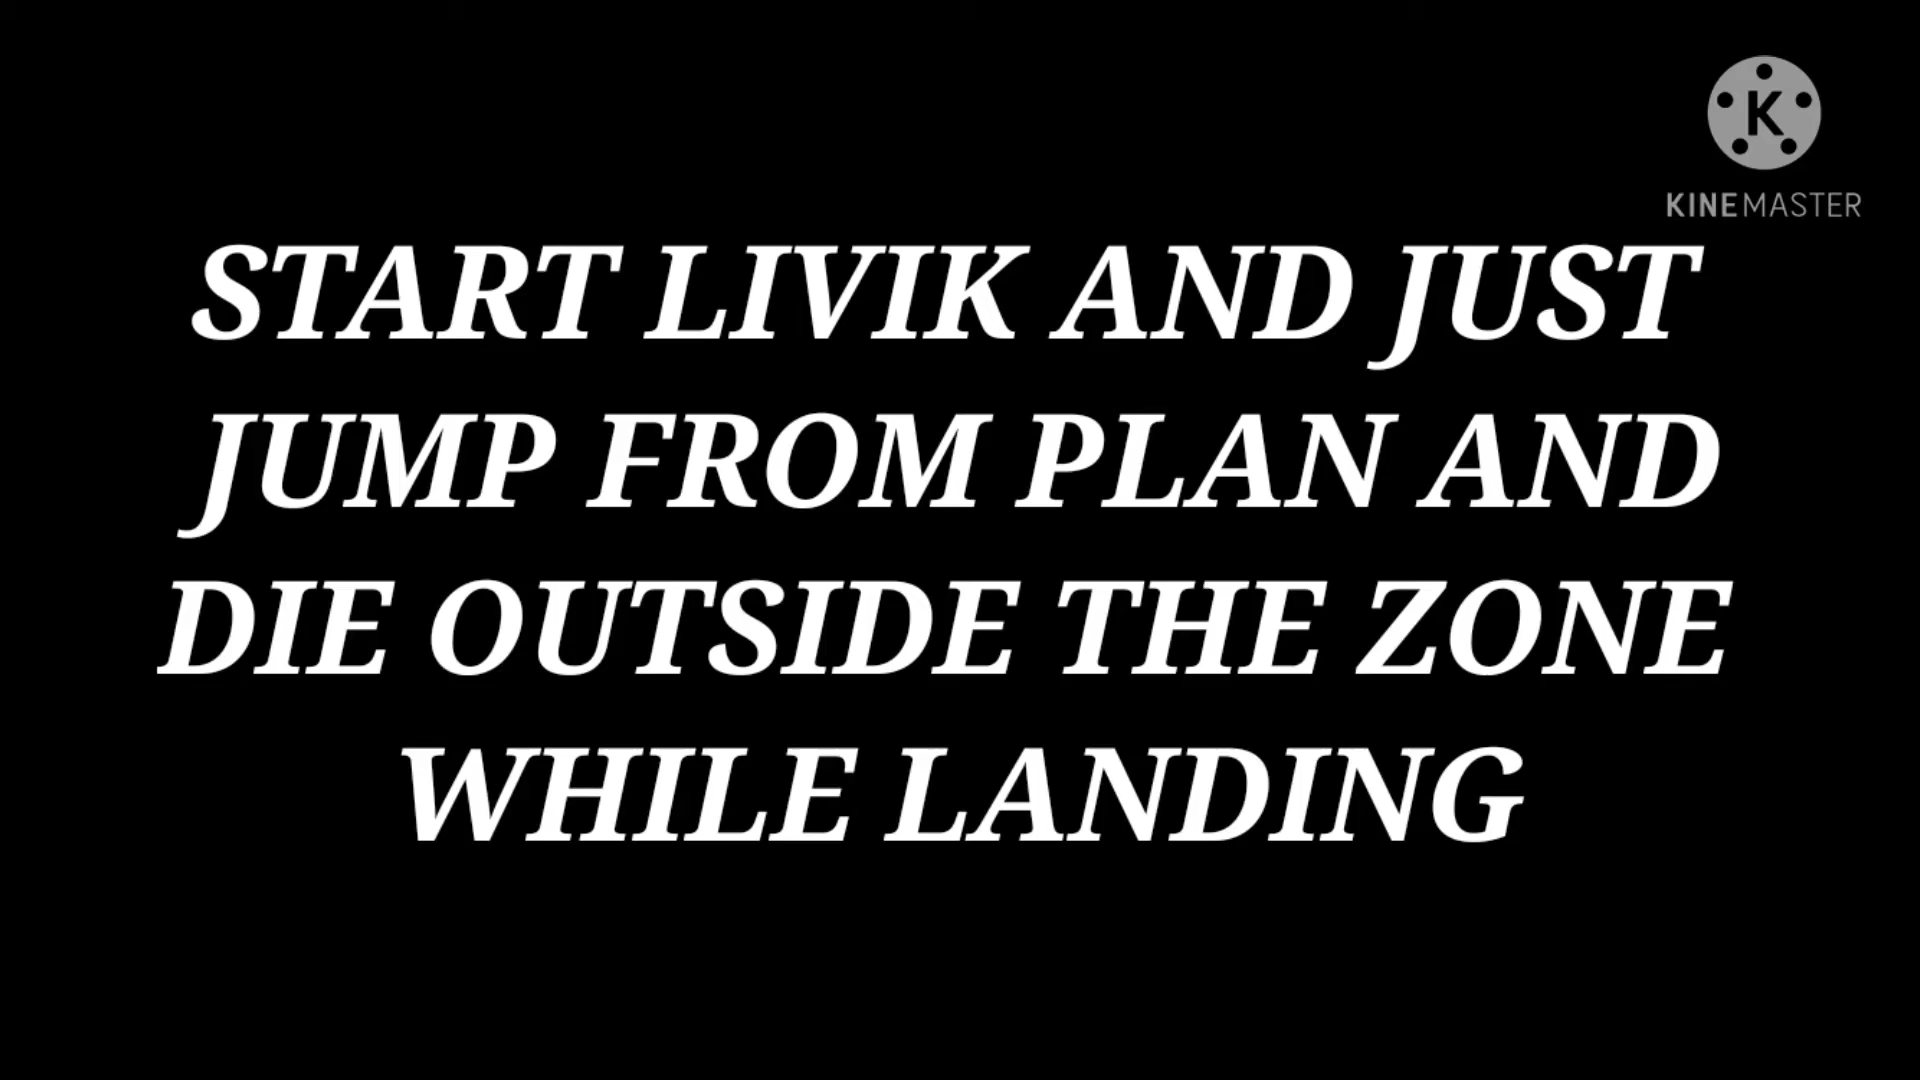 K
KINEMASTER
START LIVIK AND JUST
JUMP FROM PLAN AND
DIE OUTSIDE THE ZONE
WHILE LANDING